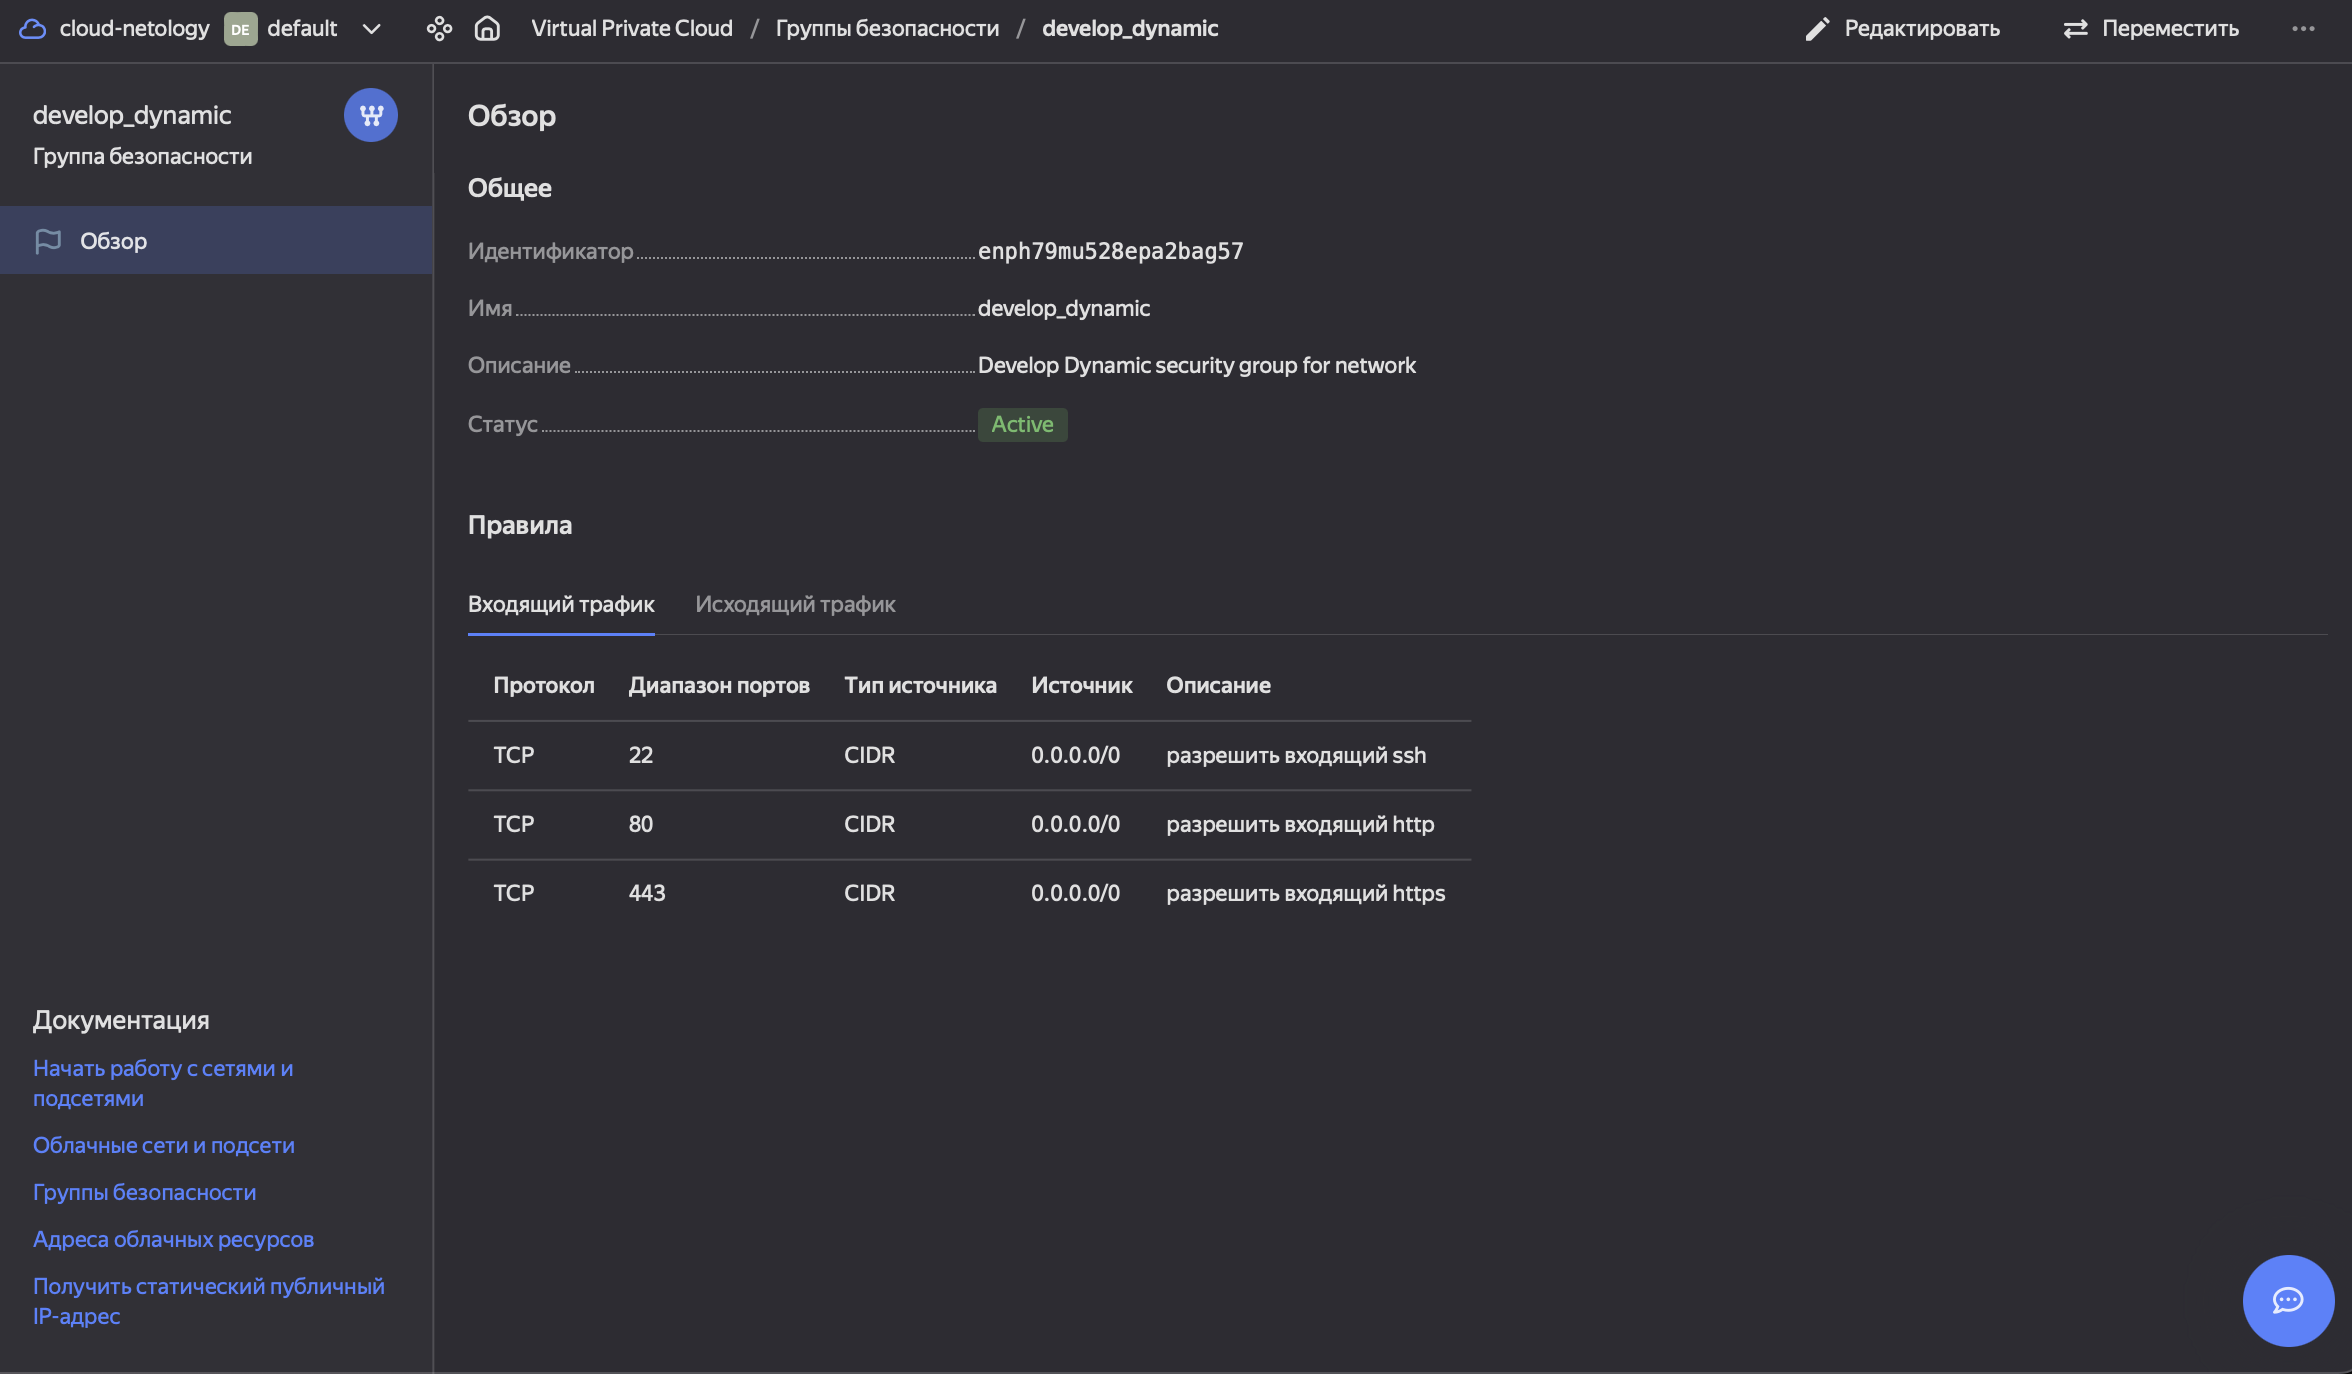 cloud-netology DE default Virtual Private Cloud / Группы безопасности / develop_dynamic Редактировать Переместить
develop_dynamic
Группа безопасности
Обзор
Документация
Начать работу с сетями и
подсетями
Облачные сети и подсети
Группы безопасности
Адреса облачных ресурсов
Получить статический публичный
IP-адрес
Обзор
Общее
Идентификатор enph79mu528epa2bag57
Имя develop_dynamic
Описание Develop Dynamic security group for network
Статус Active
Правила
Входящий трафик Исходящий трафик
Протокол Диапазон портов Тип источника Источник Описание
TCP 22 CIDR 0.0.0.0/0 разрешить входящий ssh
TCP 80 CIDR 0.0.0.0/0 разрешить входящий http
TCP 443 CIDR 0.0.0.0/0 разрешить входящий https